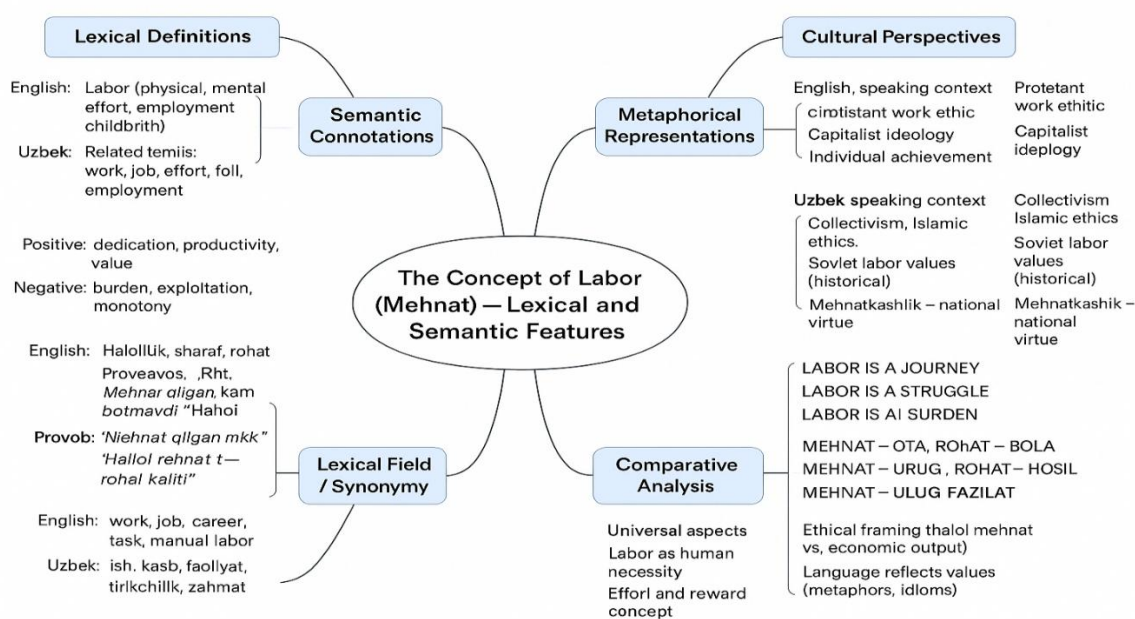 Lexical Definitions
English: Labor (physical, mental
effort, employment
childbrith)
Uzbek: Related temiis:
work, job, effort, foll,
employment
Semantic
Connotations
Positive: dedication, productivity,
value
Negative: burden, exploltation,
monotony
English: HalollUk, sharaf, rohat
Proveavos, ,Rht,
Mehnar qligan, kam
botmavdi "Hahoi
Provob: 'Niehnat qllgan mkk"
'Hallol rehnat t—
rohal kaliti"
Lexical Field
/ Synonymy
English: work, job, career,
task, manual labor
Uzbek: ish. kasb, faollyat,
tirlkchillk, zahmat
The Concept of Labor
(Mehnat) — Lexical and
Semantic Features
Cultural Perspectives
Metaphorical
Representations
English, speaking context
cimtistant work ethic
Capitalist ideology
Individual achievement
Protetant
work ethitic
Capitalist
ideplogy
Uzbek speaking context
Collectivism, Islamic
ethics.
Sovlet labor values
(historical)
Mehnatkashlik – national
virtue
Collectivism
Islamic ethics
Soviet labor
values
(historical)
Mehnatkashik –
national
virtue
Comparative
Analysis
LABOR IS A JOURNEY
LABOR IS A STRUGGLE
LABOR IS AI SURDEN
MEHNAT – OTA, ROhAT – BOLA
MEHNAT – URUG , ROHAT – HOSIL
MEHNAT – ULUG FAZILAT
Ethical framing thalol mehnat
vs, economic output)
Language reflects values
(metaphors, idloms)
Universal aspects
Labor as human
necessity
Efforl and reward
concept